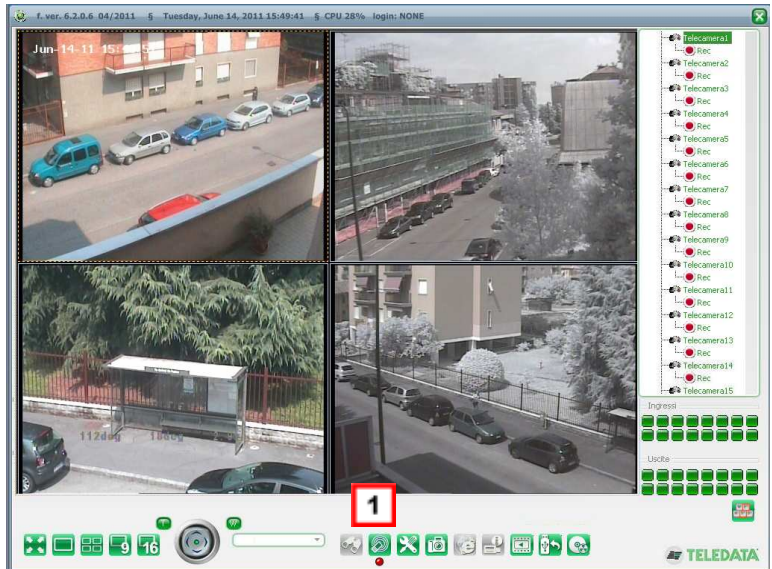 f. ver. 6.2.0.6 04/2011 § Tuesday, June 14, 2011 15:49:41 § CPU 28% login: NONE
Jun-14-11
Telecamera1
Rec
Telecamera2
Rec
Telecamera3
Rec
Telecamera4
Rec
Telecamera5
Rec
Telecamera6
Rec
Telecamera7
Rec
Telecamera8
Rec
Telecamera9
Rec
Telecamera10
Rec
Telecamera11
Rec
Telecamera12
Rec
Telecamera13
Rec
Telecamera14
Rec
Telecamera15
112deg 18deg
Ingressi
Uscite
1
9
16
TELEDATA